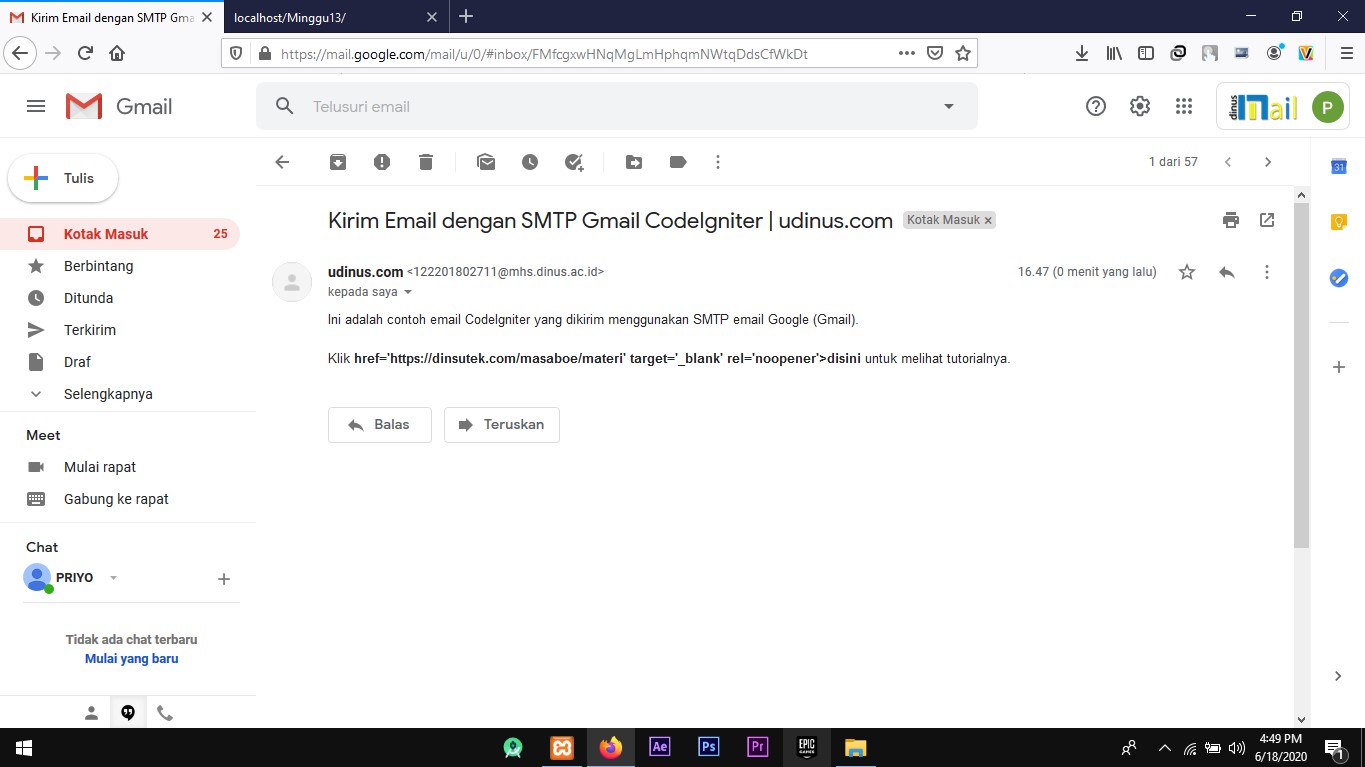 Kirim Email dengan SMTP Gma
localhost/Minggu13/
https://mail.google.com/mail/u/0/#inbox/FMfcgxwHNqMgLmHphqmNWtqDdsCfWkDt
Gmail
Telusuri email
dinus mail
P
Tulis
1 dari 57
31
Kirim Email dengan SMTP Gmail CodeIgniter | udinus.com Kotak Masuk ×
Kotak Masuk 25
Berbintang
Ditunda
Terkirim
Draf
Selengkapnya
udinus.com <122201802711@mhs.dinus.ac.id> 16.47 (0 menit yang lalu)
kepada saya
Ini adalah contoh email CodeIgniter yang dikirim menggunakan SMTP email Google (Gmail).
Klik href='https://dinsutek.com/masaboe/materi' target='_blank' rel='noopener'>disini untuk melihat tutorialnya.
Balas
Teruskan
Meet
Mulai rapat
Gabung ke rapat
Chat
PRIYO
Tidak ada chat terbaru
Mulai yang baru
Ae
Ps
Pr
EPIC
GAMES
4:49 PM
6/18/2020
1